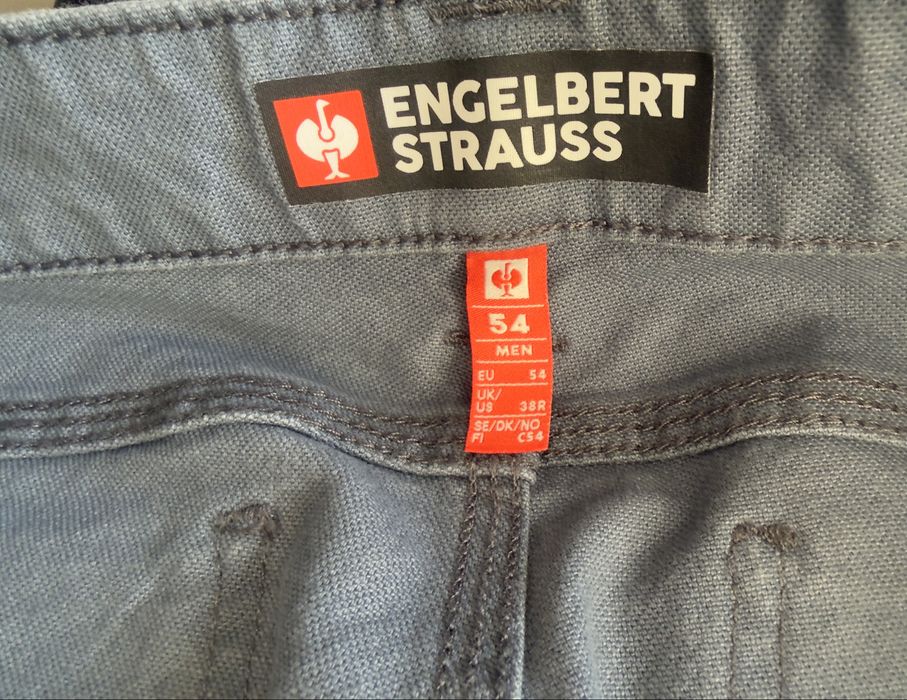 ENGELBERT
STRAUSS
54
MEN
EU 54
UK/
US 38R
SE/DK/NO
FI C54